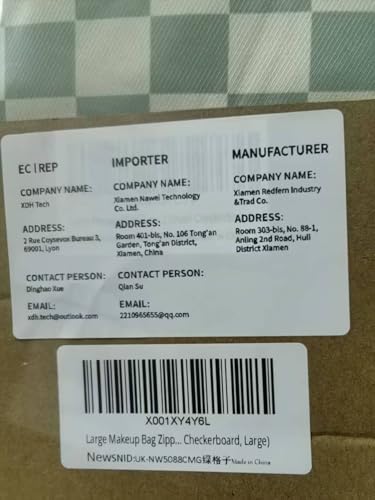 EC | REP
COMPANY NAME:
XDH Tech
ADDRESS:
2 Rue Coysevox Bureau 3,
69001, Lyon
CONTACT PERSON:
Dinghao Xue
EMAIL:
xdh.tech@outlook.com
IMPORTER
COMPANY NAME:
Xiamen Nawei Technology
Co. Ltd.
ADDRESS:
Room 401-bis, No. 106 Tong'an
Garden, Tong'an District,
Xiamen, China
CONTACT PERSON:
Qian Su
EMAIL:
2210965655@qq.com
MANUFACTURER
COMPANY NAME:
Xiamen Redfern Industry
&Trad Co.
ADDRESS:
Room 303-bis, No. 88-1,
Anling 2nd Road, Huli
District Xiamen
X001XY4Y6L
Large Makeup Bag Zipp... Checkerboard, Large)
NewSNID:UK-NW5088CMG绿格子Made in China